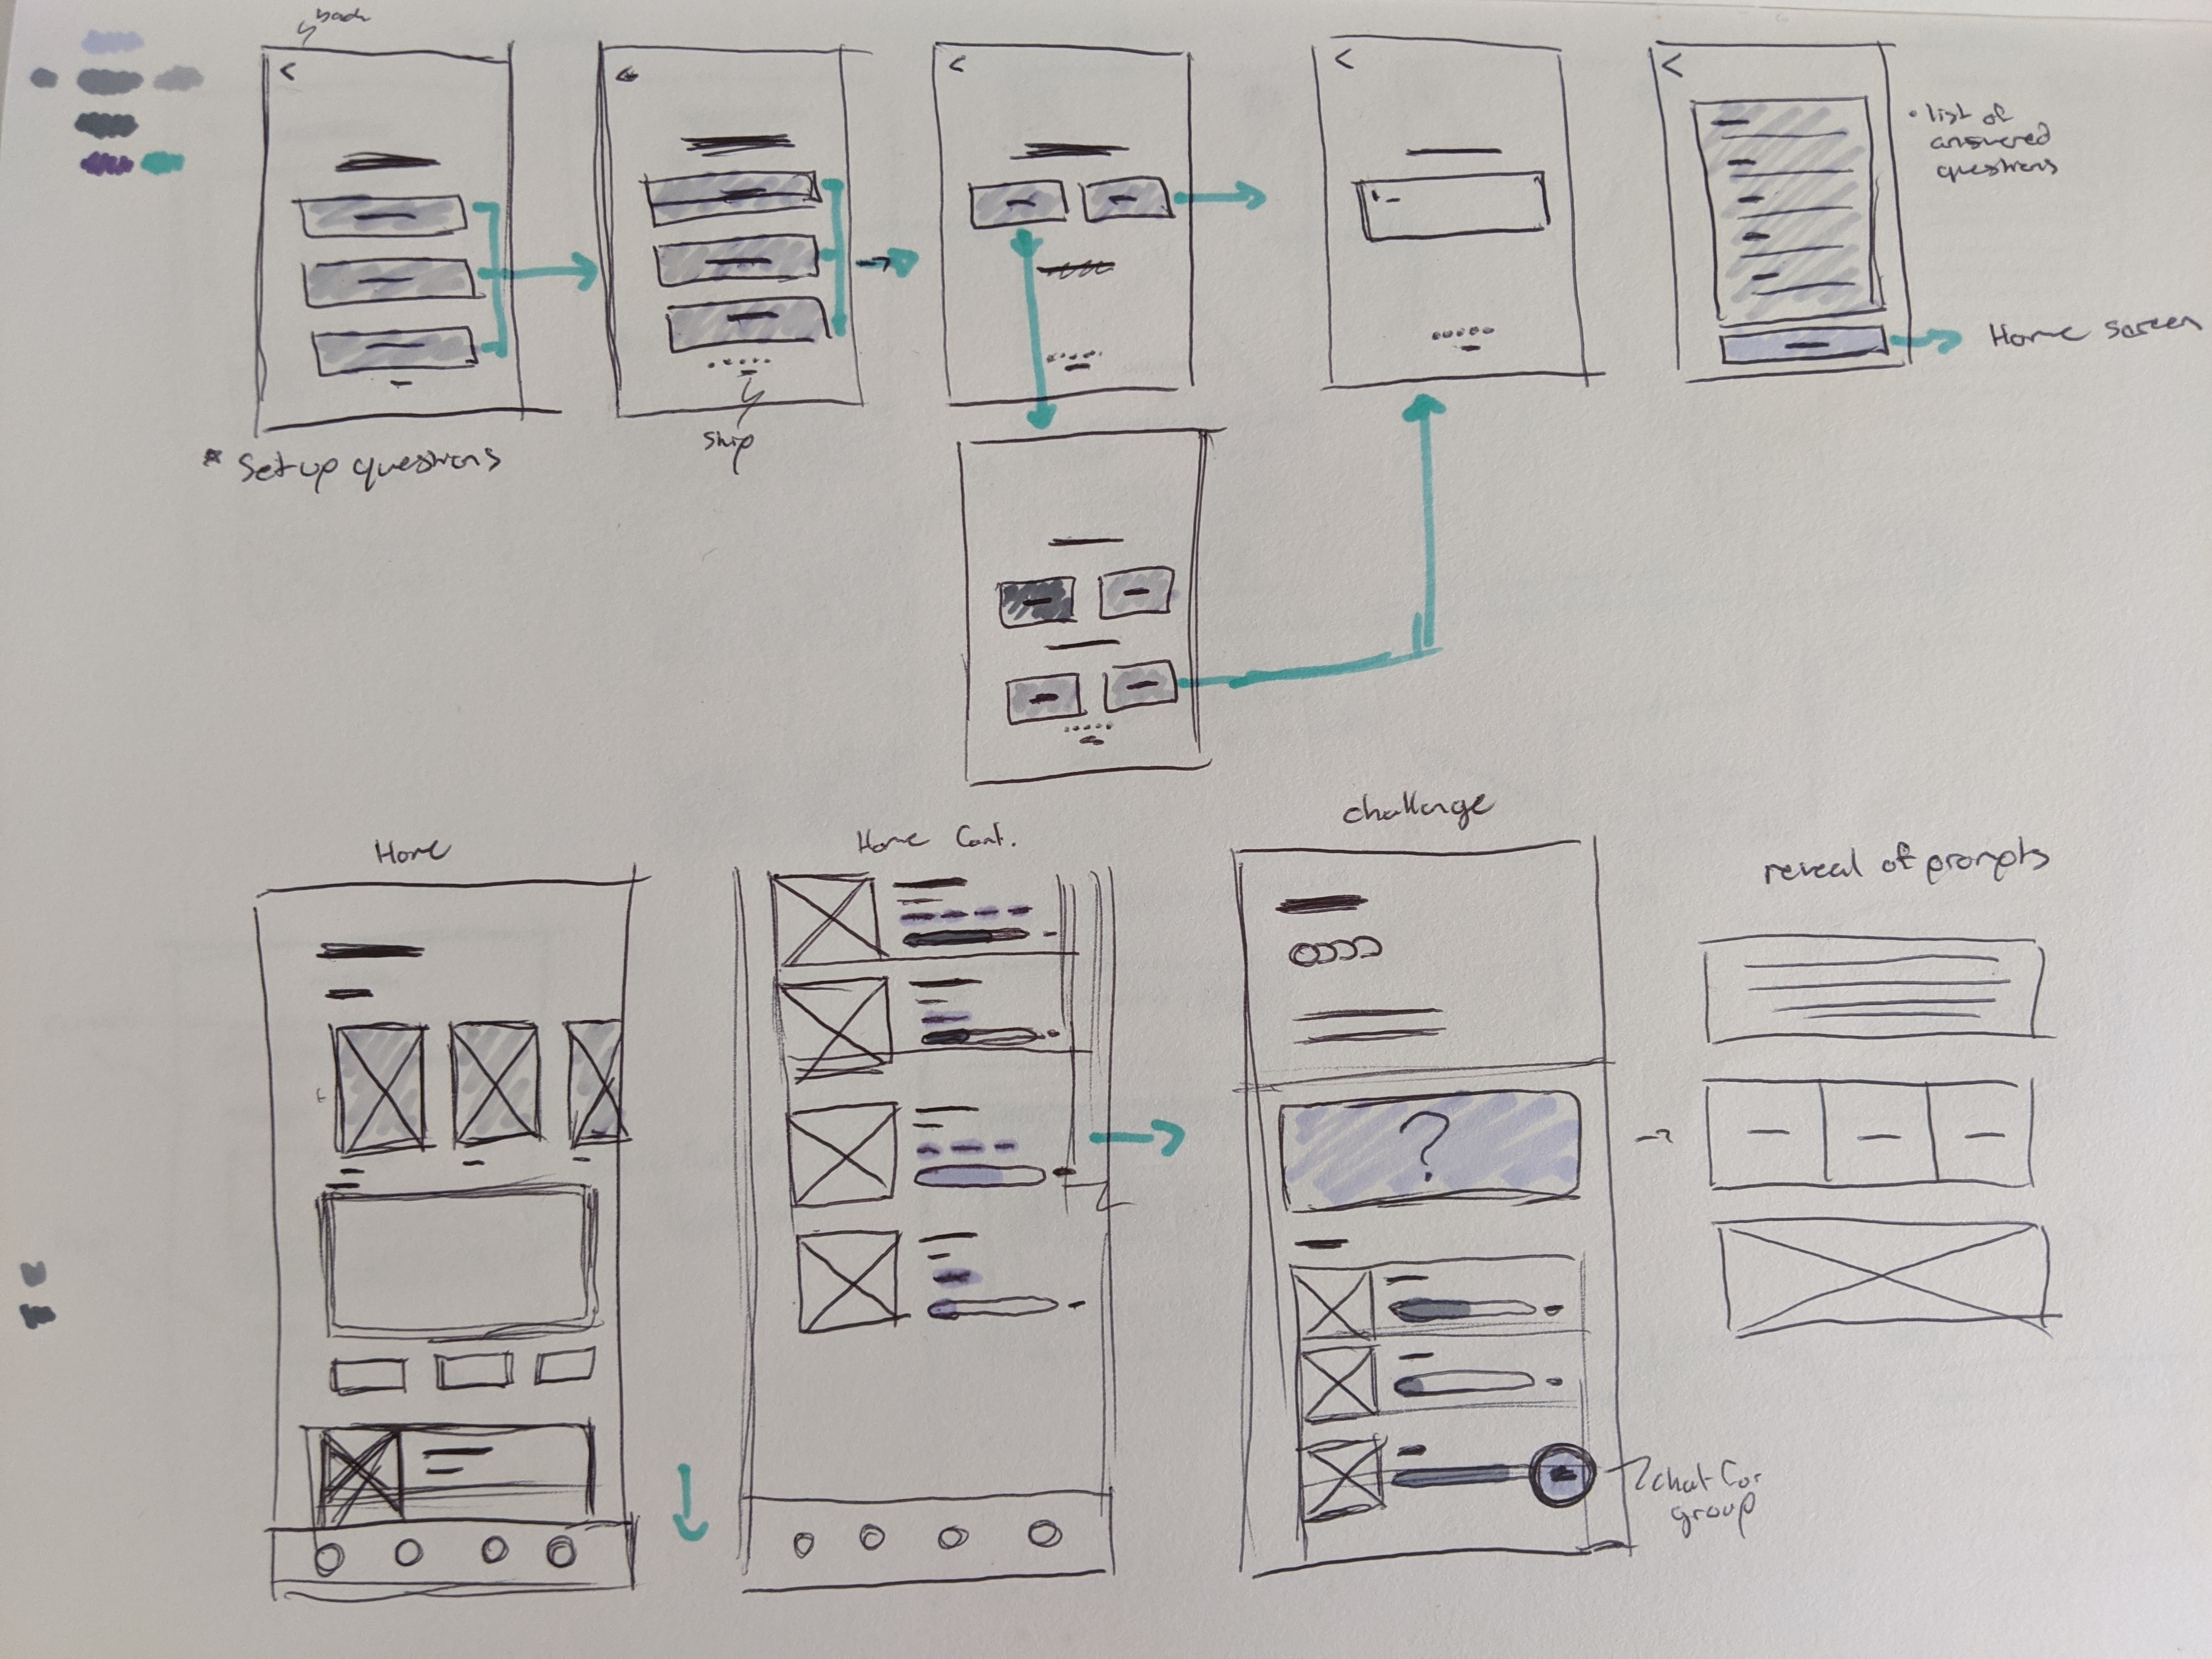 back
<
<
<
<
• list of
answered
questions
Home screen
skip
* Set up questions
Home
Home Cont.
challenge
reveal of prompts
?
chat for
group